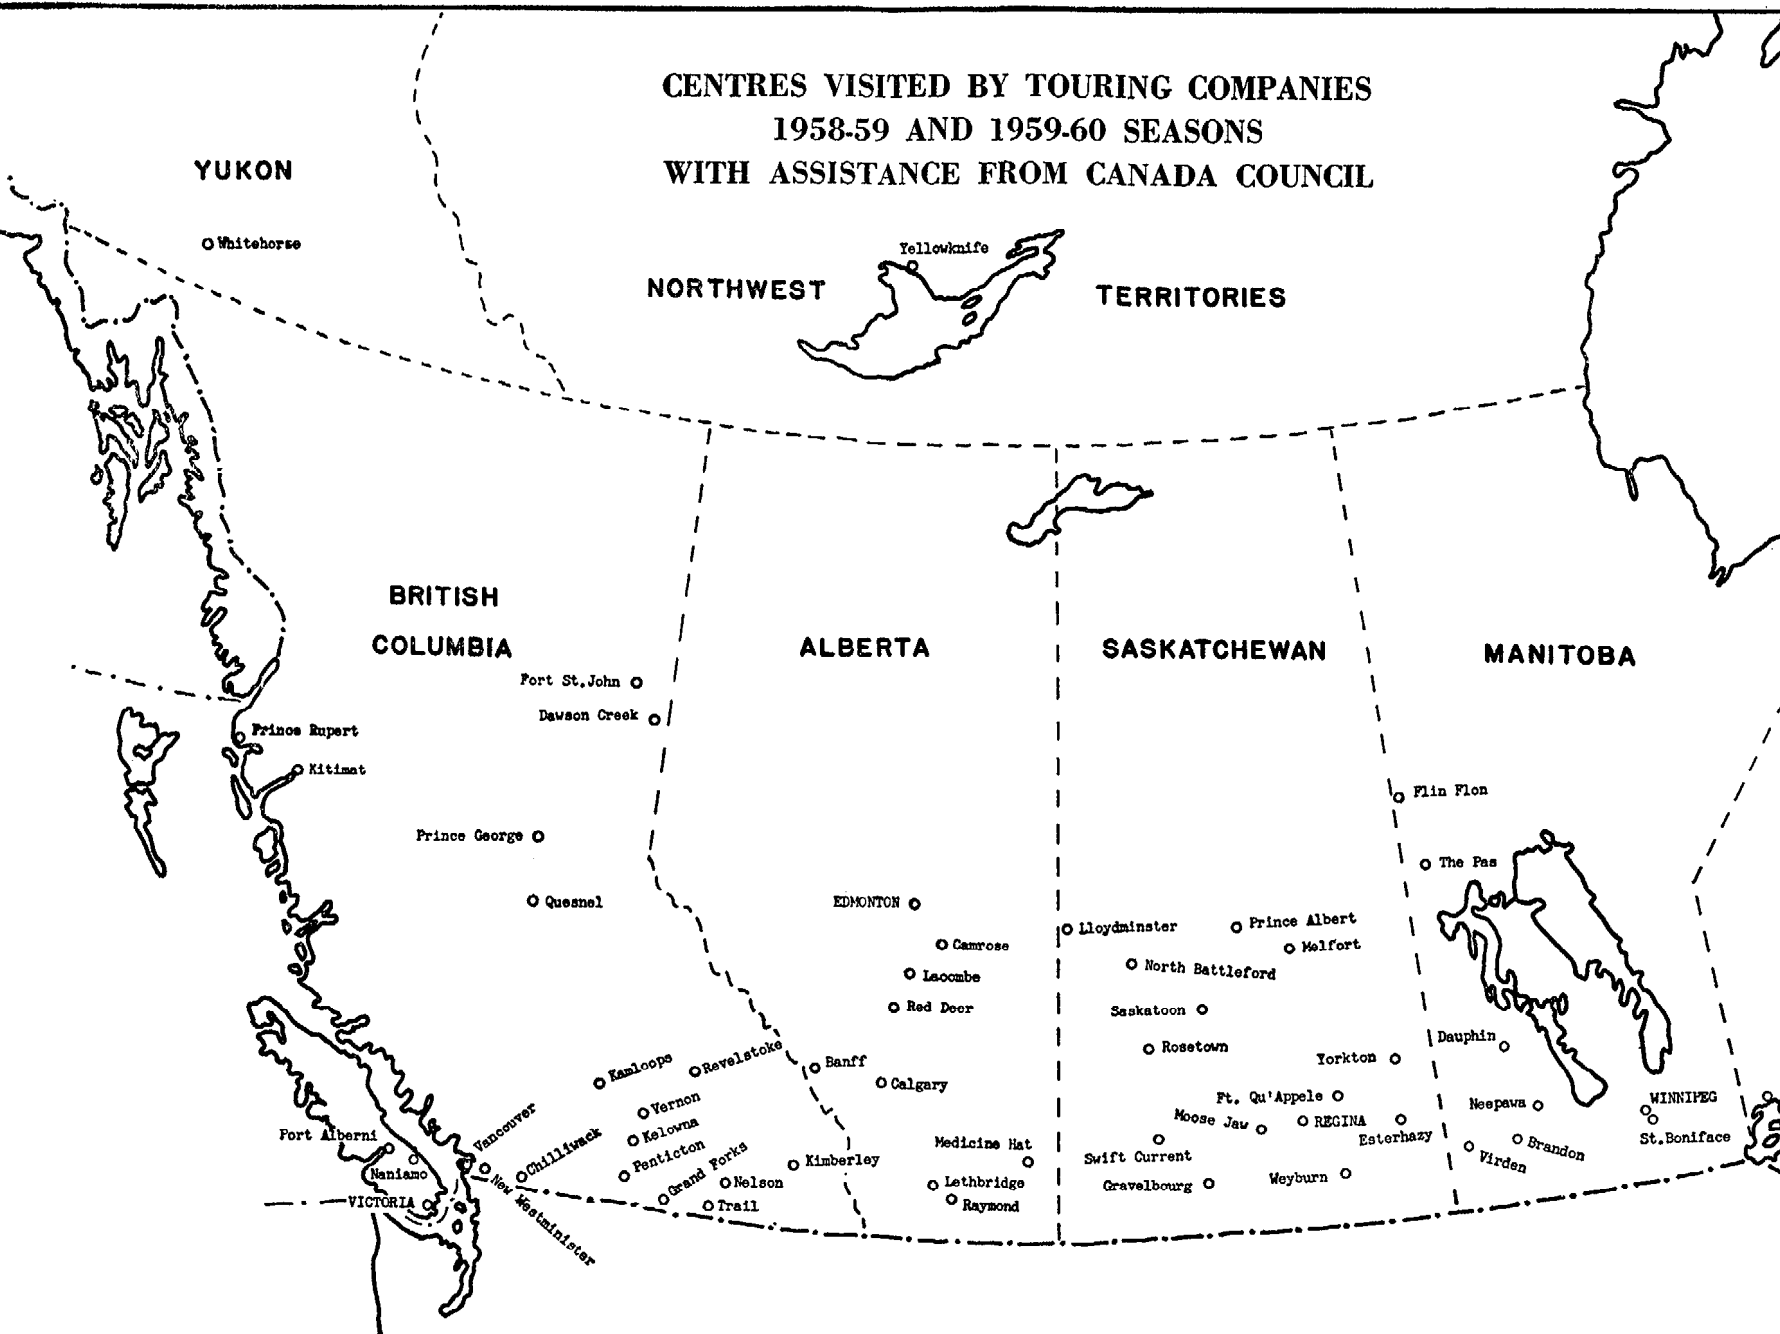 CENTRES VISITED BY TOURING COMPANIES
1958-59 AND 1959-60 SEASONS
WITH ASSISTANCE FROM CANADA COUNCIL
YUKON
Whitehorse
Yellowknife
NORTHWEST TERRITORIES
BRITISH
COLUMBIA
ALBERTA
SASKATCHEWAN
MANITOBA
Fort St.John
Dawson Creek
Prince Rupert
Kitimat
Prince George
Quesnel
Kamloops
Revelstoke
Vernon
Kelowna
Penticton
Grand Forks
Nelson
Trail
Kimberley
Vancouver
Chilliwack
New Westminister
Port Alberni
Naniamo
VICTORIA
EDMONTON
Camrose
Lacombe
Red Deer
Banff
Calgary
Medicine Hat
Lethbridge
Raymond
Lloydminster
Prince Albert
Melfort
North Battleford
Saskatoon
Rosetown
Yorkton
Ft. Qu'Appele
Moose Jaw
REGINA
Esterhazy
Swift Current
Gravelbourg
Weyburn
Flin Flon
The Pas
Dauphin
Neepawa
Brandon
Virden
WINNIPEG
St.Boniface